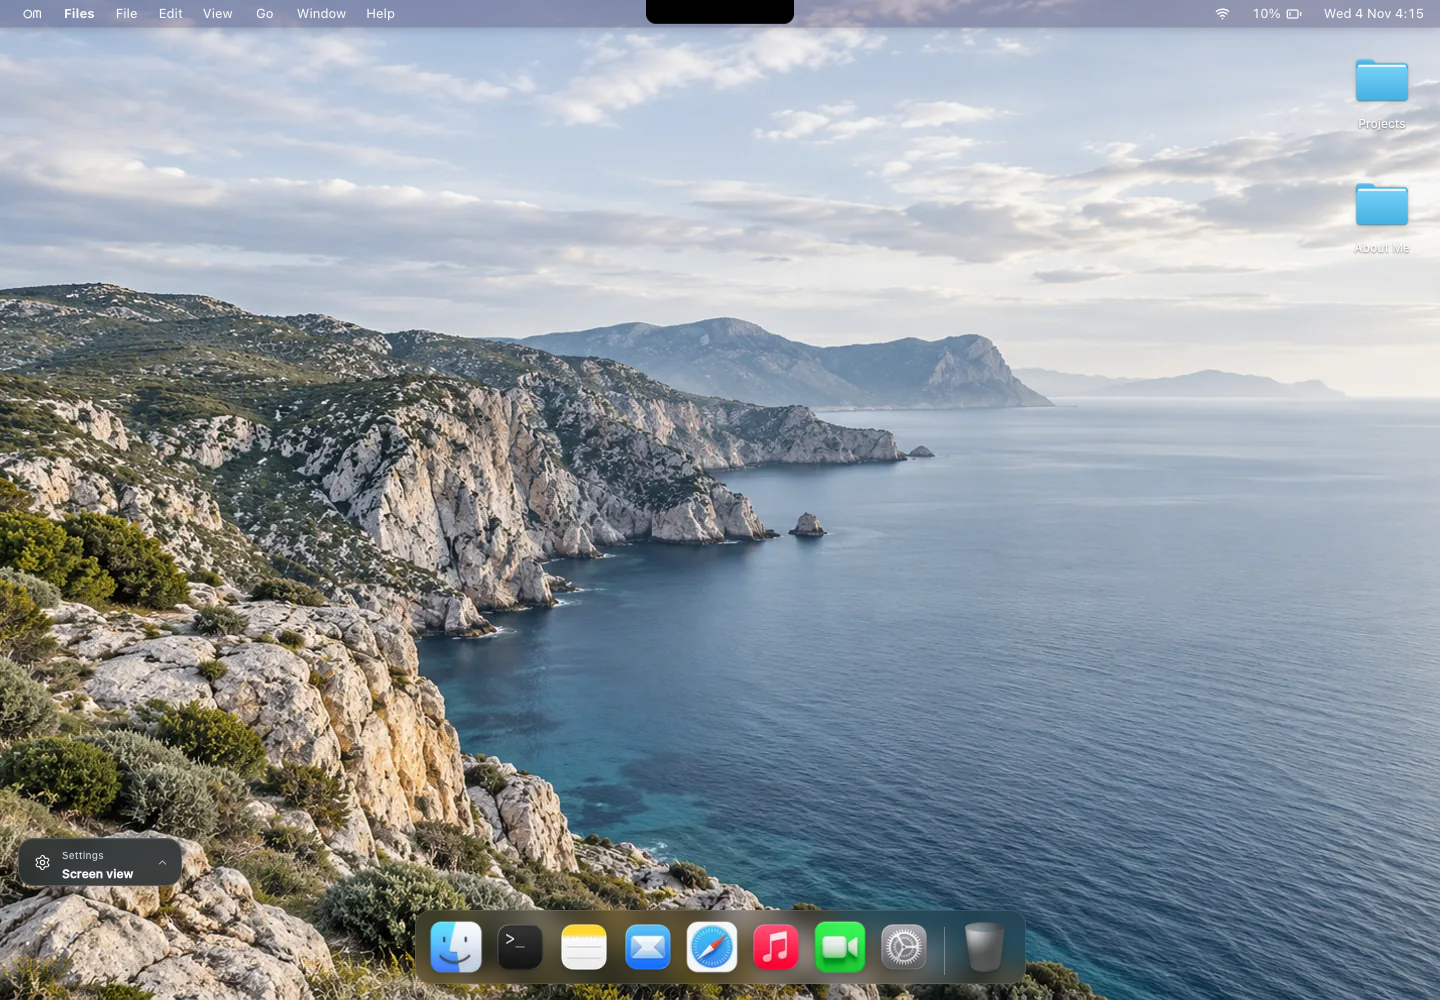 Om Files File Edit View Go Window Help 10% Wed 4 Nov 4:15
Projects
About Me
Settings
Screen view
>_